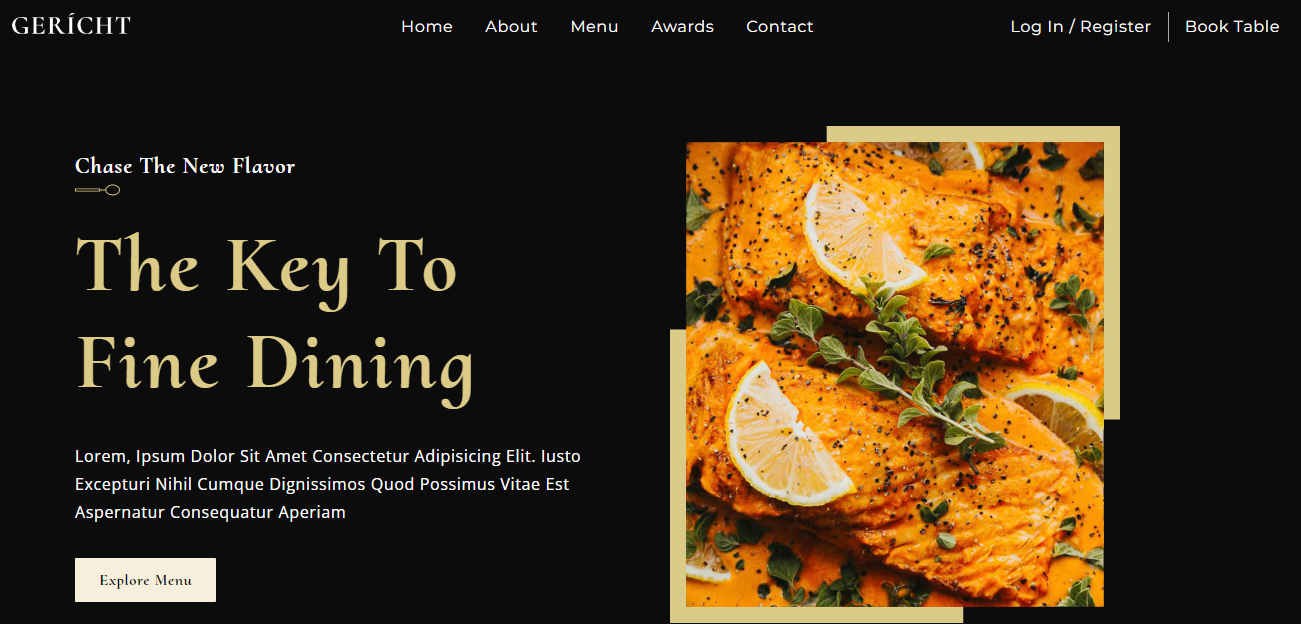 GERÍCHT
Home About Menu Awards Contact
Log In / Register Book Table
Chase The New Flavor
The Key To
Fine Dining
Lorem, Ipsum Dolor Sit Amet Consectetur Adipisicing Elit. Iusto
Excepturi Nihil Cumque Dignissimos Quod Possimus Vitae Est
Aspernatur Consequatur Aperiam
Explore Menu